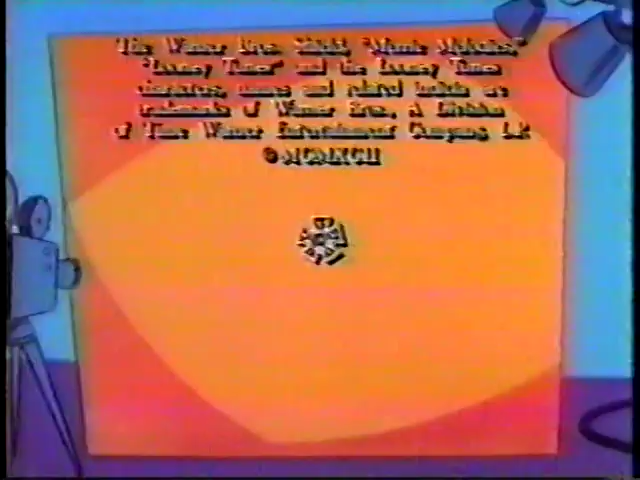 The Warner Bros. Shield, "Merrie Melodies,"
"Looney Tunes" and the Looney Tunes
characters, names and related indicia are
trademarks of Warner Bros., A Division
of Time Warner Entertainment Company, L.P.
© MCMXCII